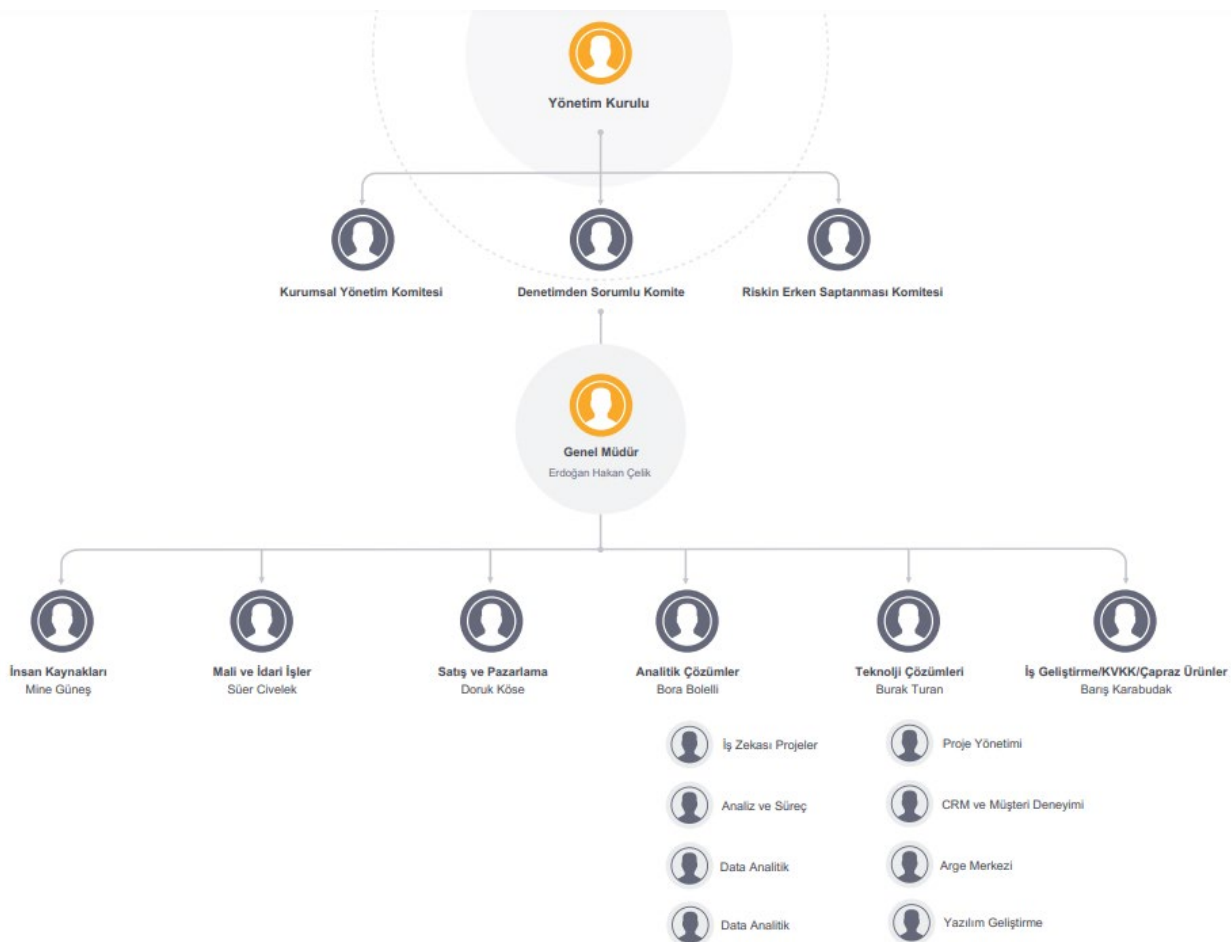 Yönetim Kurulu
Kurumsal Yönetim Komitesi
Denetimden Sorumlu Komite
Riskin Erken Saptanması Komitesi
Genel Müdür
Erdoğan Hakan Çelik
İnsan Kaynakları
Mine Güneş
Mali ve İdari İşler
Süer Civelek
Satış ve Pazarlama
Doruk Köse
Analitik Çözümler
Bora Bolelli
Teknolji Çözümleri
Burak Turan
İş Geliştirme/KVKK/Çapraz Ürünler
Barış Karabudak
İş Zekası Projeler
Analiz ve Süreç
Data Analitik
Data Analitik
Proje Yönetimi
CRM ve Müşteri Deneyimi
Arge Merkezi
Yazılım Geliştirme